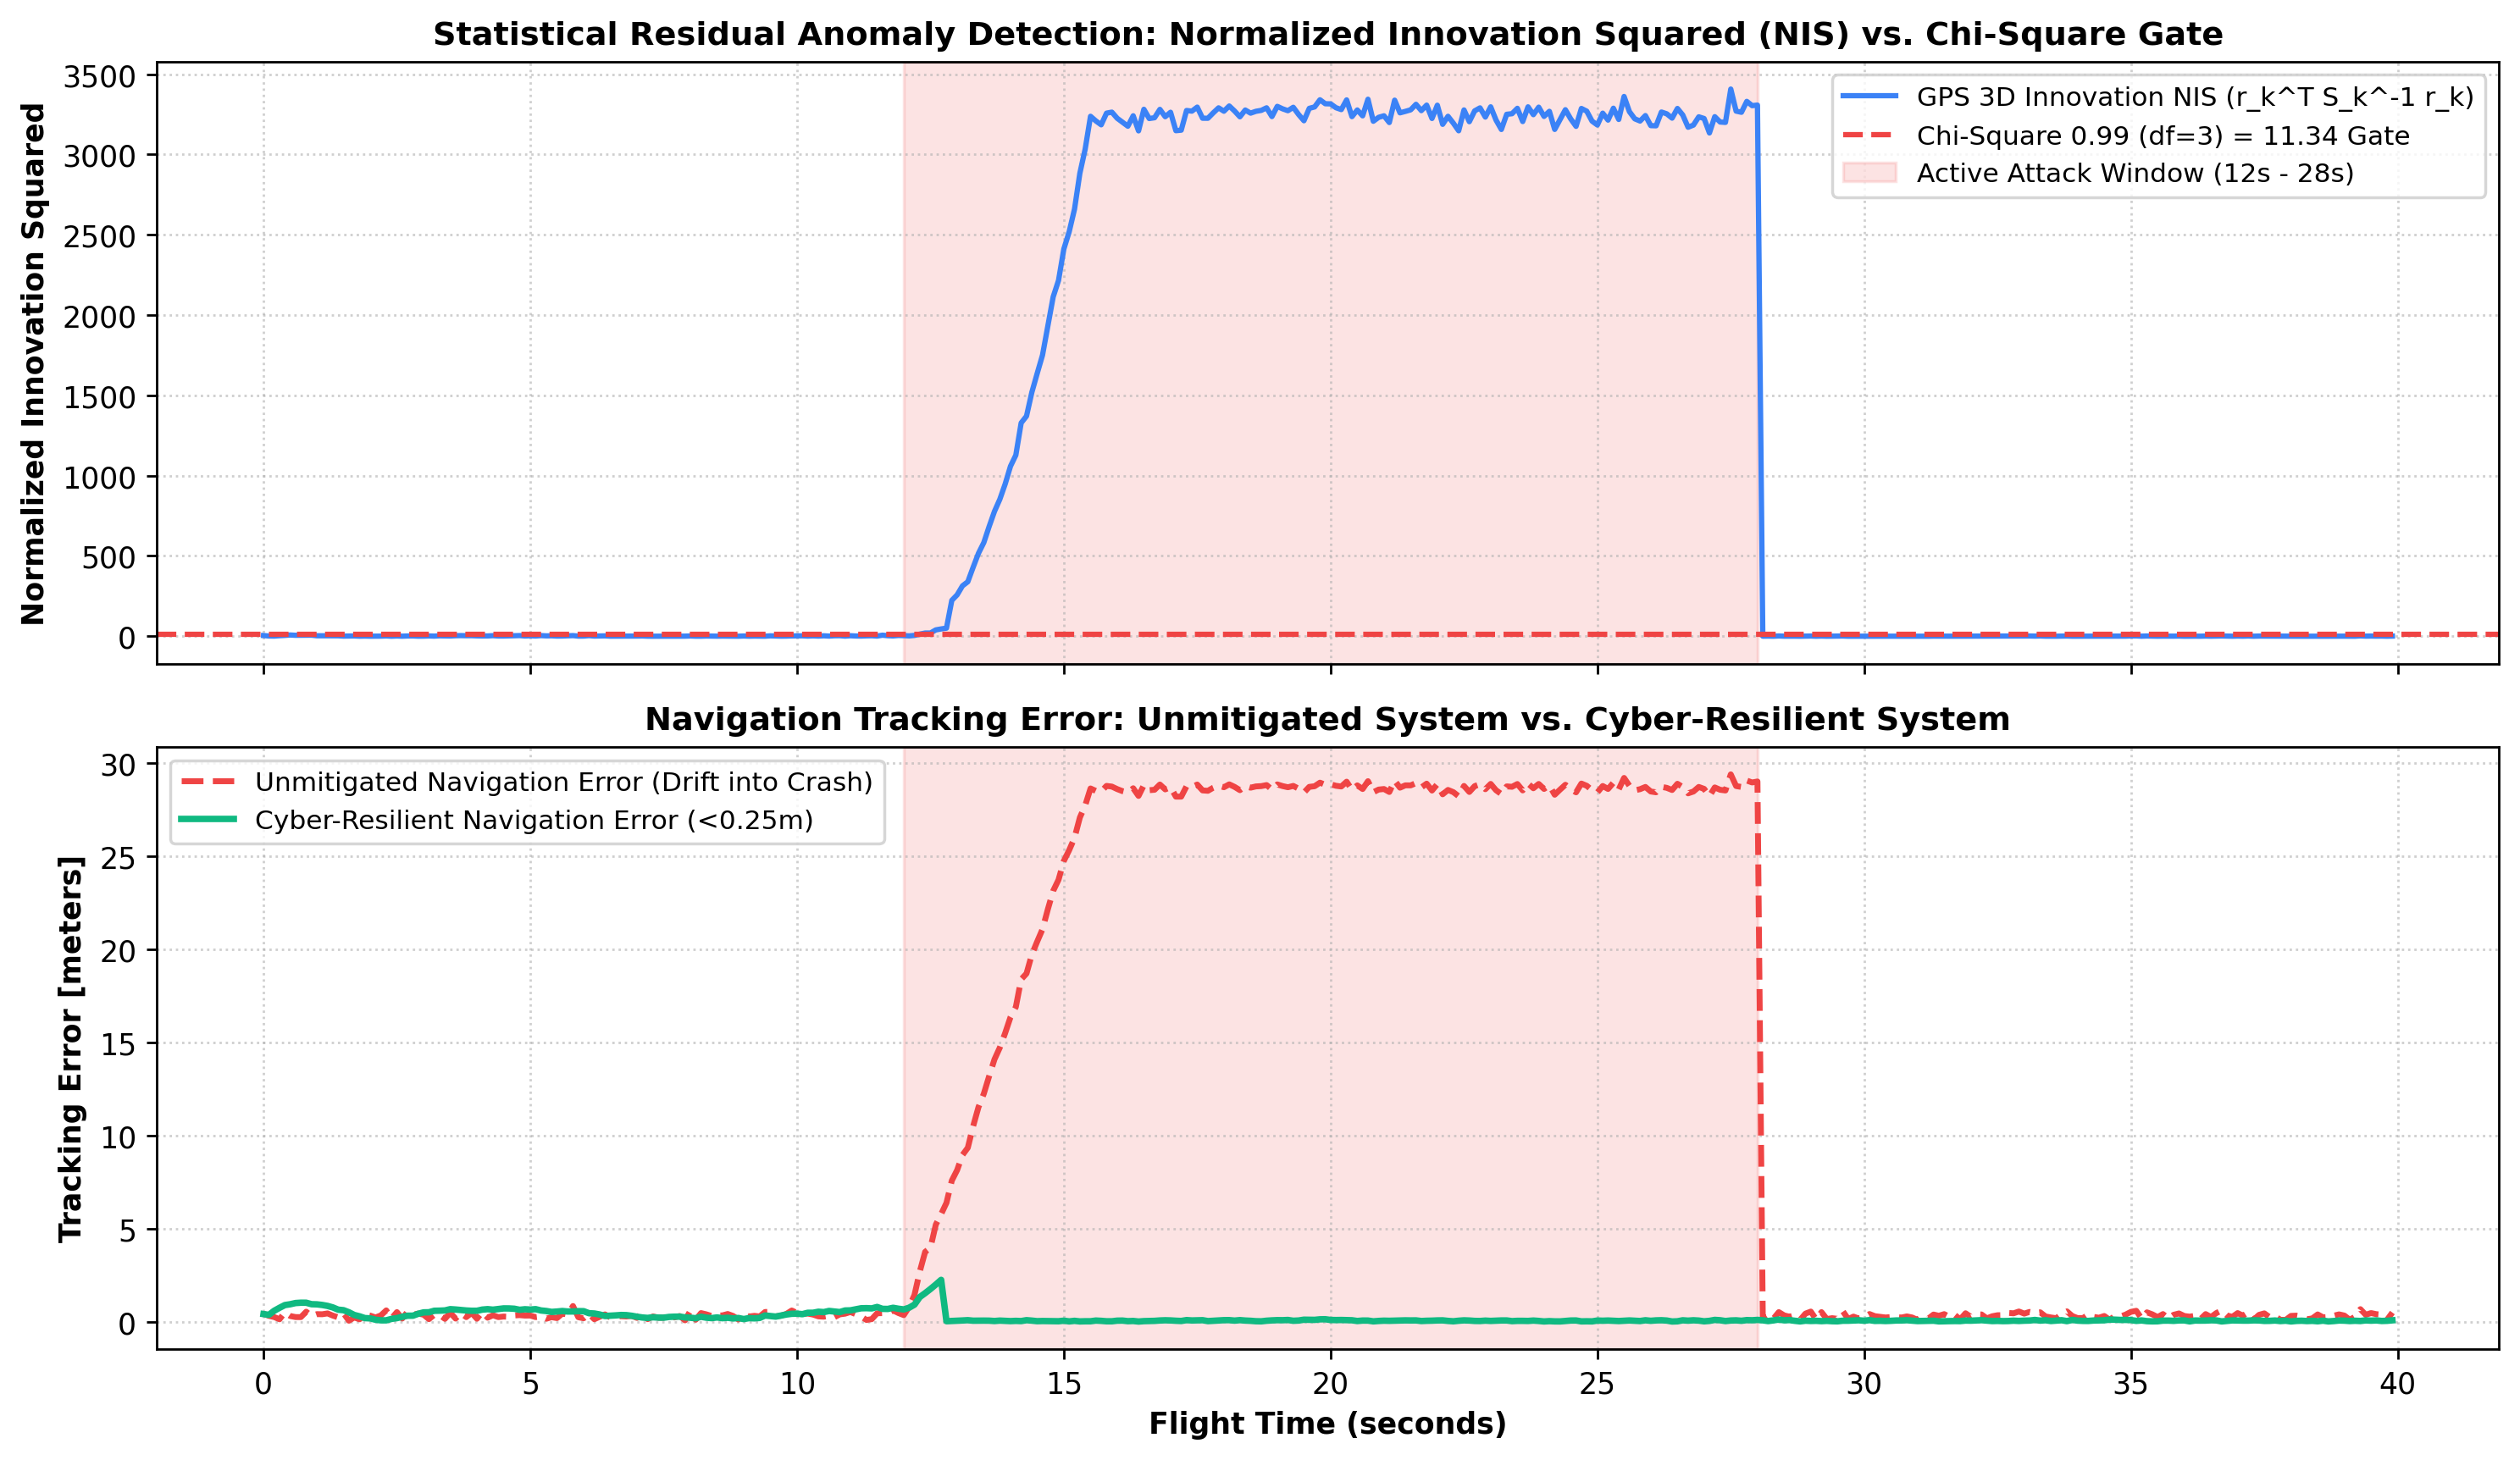 Statistical Residual Anomaly Detection: Normalized Innovation Squared (NIS) vs. Chi-Square Gate
Normalized Innovation Squared
3500
3000
2500
2000
1500
1000
500
0
GPS 3D Innovation NIS (r_k^T S_k^-1 r_k)
Chi-Square 0.99 (df=3) = 11.34 Gate
Active Attack Window (12s - 28s)
Navigation Tracking Error: Unmitigated System vs. Cyber-Resilient System
Tracking Error [meters]
30
25
20
15
10
5
0
Unmitigated Navigation Error (Drift into Crash)
Cyber-Resilient Navigation Error (<0.25m)
0 5 10 15 20 25 30 35 40
Flight Time (seconds)